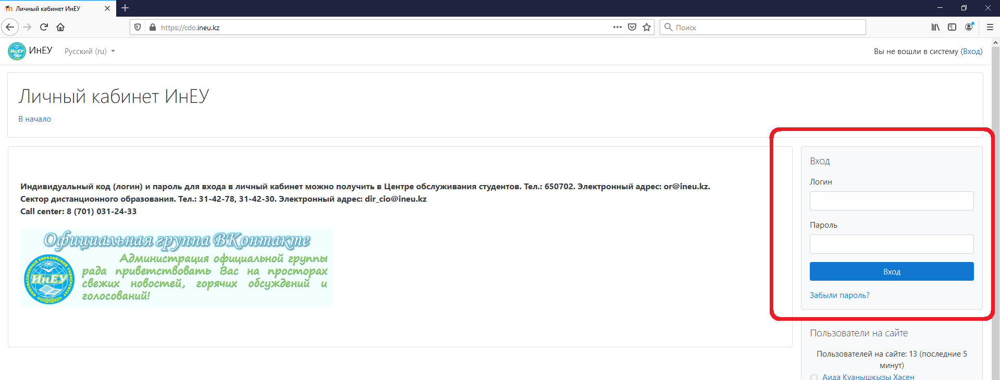 Личный кабинет ИнЕУ
https://cdo.ineu.kz
Поиск
ИнЕУ
Русский (ru)
Вы не вошли в систему (Вход)
Личный кабинет ИнЕУ
В начало
Индивидуальный код (логин) и пароль для входа в личный кабинет можно получить в Центре обслуживания студентов. Тел.: 650702. Электронный адрес: or@ineu.kz.
Сектор дистанционного образования. Тел.: 31-42-78, 31-42-30. Электронный адрес: dir_cio@ineu.kz
Call center: 8 (701) 031-24-33
Официальная группа ВКонтакте
Администрация официальной группы
рада приветствовать Вас на просторах
свежих новостей, горячих обсуждений и
голосований!
ИННОВАЦИОННЫЙ ЕВРАЗИЙСКИЙ УНИВЕРСИТЕТ
ИнЕУ
Вход
Логин
Пароль
Вход
Забыли пароль?
Пользователи на сайте
Пользователей на сайте: 13 (последние 5
минут)
Аида Куанышкызы Хасен